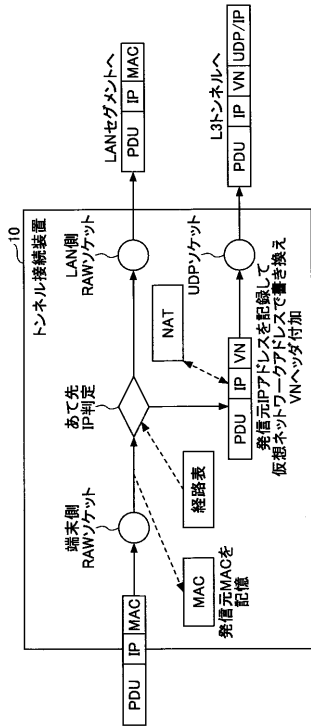 10
トンネル接続装置
PDU IP MAC
端末側
RAWソケット
MAC
発信元MACを
記憶
あて先
IP判定
経路表
LAN側
RAWソケット
LANセグメントへ
PDU IP MAC
NAT
PDU IP VN
発信元IPアドレスを記録して
仮想ネットワークアドレスで書き換え
VNヘッダ付加
UDPソケット
L3トンネルへ
PDU IP VN UDP/IP